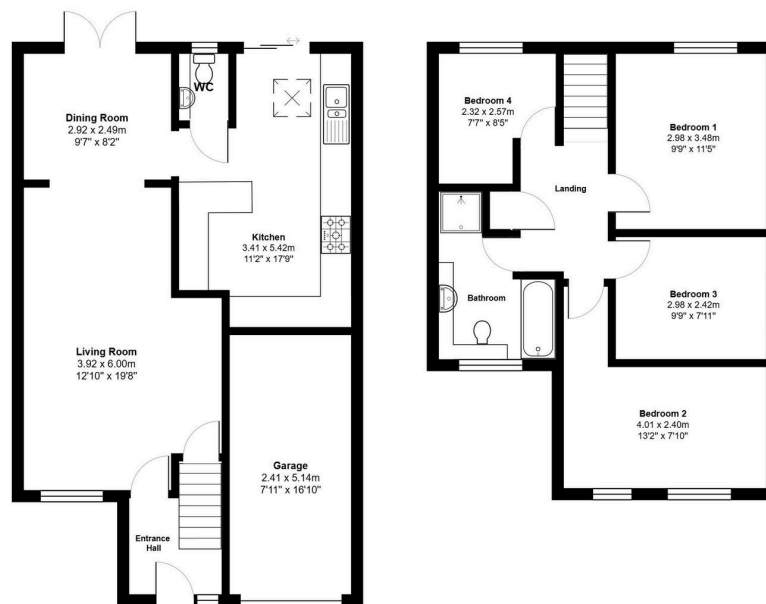 WC
Dining Room
2.92 x 2.49m
9'7" x 8'2"
Kitchen
3.41 x 5.42m
11'2" x 17'9"
Living Room
3.92 x 6.00m
12'10" x 19'8"
Garage
2.41 x 5.14m
7'11" x 16'10"
Entrance
Hall
Bedroom 4
2.32 x 2.57m
7'7" x 8'5"
Bedroom 1
2.98 x 3.48m
9'9" x 11'5"
Landing
Bedroom 3
2.98 x 2.42m
9'9" x 7'11"
Bathroom
Bedroom 2
4.01 x 2.40m
13'2" x 7'10"